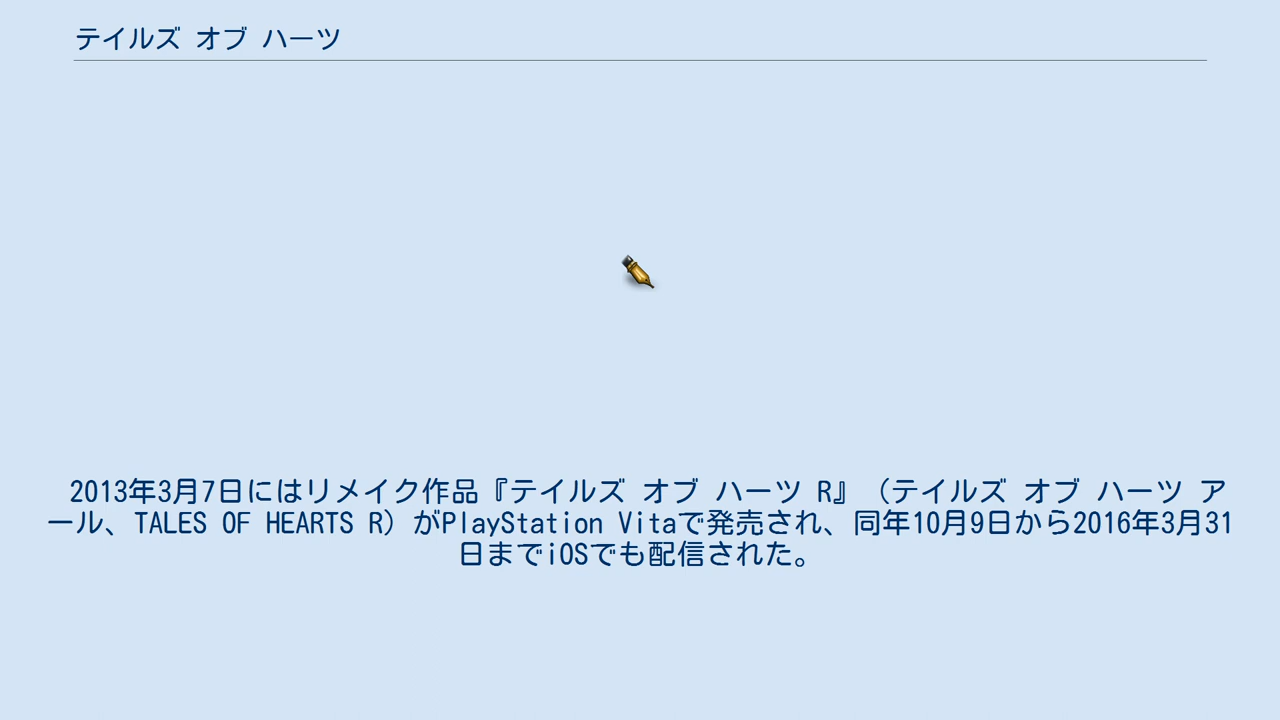 テイルズ オブ ハーツ
2013年3月7日にはリメイク作品『テイルズ オブ ハーツ R』（テイルズ オブ ハーツ ア
ール、TALES OF HEARTS R）がPlayStation Vitaで発売され、同年10月9日から2016年3月31
日までiOSでも配信された。